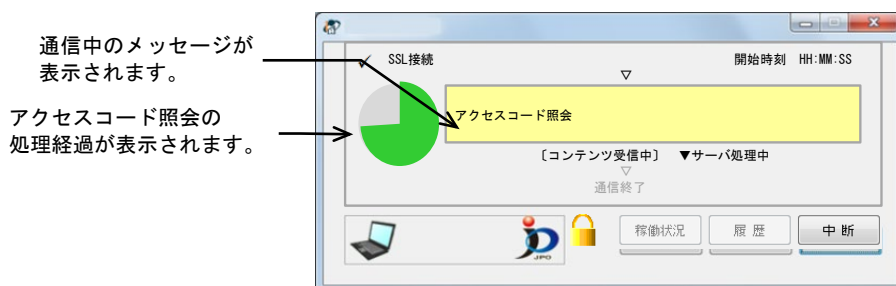 通信中のメッセージが
表示されます。
アクセスコード照会の
処理経過が表示されます。
✓ SSL接続
開始時刻 HH:MM:SS
▽
アクセスコード照会
〔コンテンツ受信中〕 ▼サーバ処理中
▽
通信終了
JPO
稼働状況
履 歴
中 断